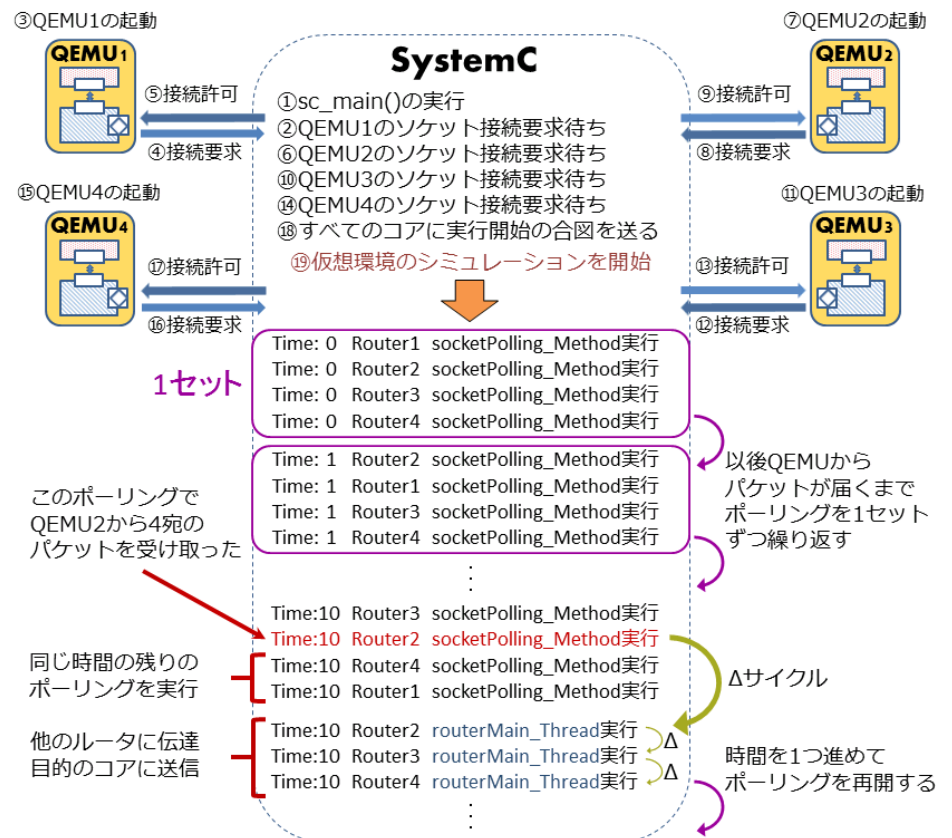 ③QEMU1の起動
QEMU1
⑤接続許可
④接続要求
⑮QEMU4の起動
QEMU4
⑰接続許可
⑯接続要求
SystemC
①sc_main()の実行
②QEMU1のソケット接続要求待ち
⑥QEMU2のソケット接続要求待ち
⑩QEMU3のソケット接続要求待ち
⑭QEMU4のソケット接続要求待ち
⑱すべてのコアに実行開始の合図を送る
⑲仮想環境のシミュレーションを開始
⑦QEMU2の起動
QEMU2
⑨接続許可
⑧接続要求
⑪QEMU3の起動
QEMU3
⑬接続許可
⑫接続要求
1セット
Time: 0 Router1 socketPolling_Method実行
Time: 0 Router2 socketPolling_Method実行
Time: 0 Router3 socketPolling_Method実行
Time: 0 Router4 socketPolling_Method実行
Time: 1 Router2 socketPolling_Method実行
Time: 1 Router1 socketPolling_Method実行
Time: 1 Router3 socketPolling_Method実行
Time: 1 Router4 socketPolling_Method実行
以後QEMUから
パケットが届くまで
ポーリングを1セット
ずつ繰り返す
このポーリングで
QEMU2から4宛の
パケットを受け取った
⋮
Time:10 Router3 socketPolling_Method実行
Time:10 Router2 socketPolling_Method実行
Time:10 Router4 socketPolling_Method実行
Time:10 Router1 socketPolling_Method実行
同じ時間の残りの
ポーリングを実行
Δサイクル
他のルータに伝達
目的のコアに送信
Time:10 Router2 routerMain_Thread実行
Δ
Time:10 Router3 routerMain_Thread実行
Δ
Time:10 Router4 routerMain_Thread実行
時間を1つ進めて
ポーリングを再開する
⋮